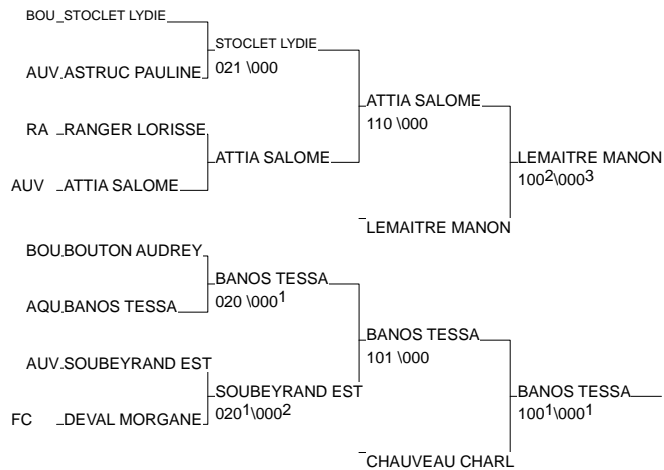 BOU STOCLET LYDIE
STOCLET LYDIE
021 \000
AUV ASTRUC PAULINE
ATTIA SALOME
110 \000
RA RANGER LORISSE
ATTIA SALOME
AUV ATTIA SALOME
LEMAITRE MANON
100²\000³
LEMAITRE MANON
BOU BOUTON AUDREY
BANOS TESSA
020 \000¹
AQU BANOS TESSA
BANOS TESSA
101 \000
AUV SOUBEYRAND EST
SOUBEYRAND EST
020¹\000²
FC DEVAL MORGANE
BANOS TESSA
100¹\000¹
CHAUVEAU CHARL